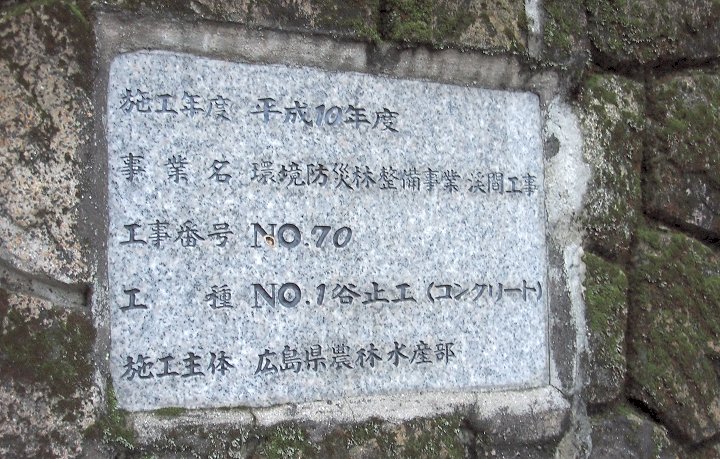 施工年度 平成10年度
事業名 環境防災林整備事業 渓間工事
工事番号 NO.70
工種 NO.1谷止工(コンクリート)
施工主体 広島県農林水産部